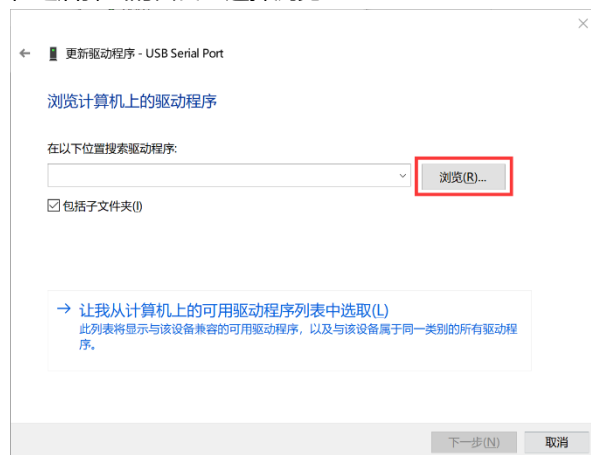 更新驱动程序 - USB Serial Port
浏览计算机上的驱动程序
在以下位置搜索驱动程序:
浏览(R)...
包括子文件夹(I)
让我从计算机上的可用驱动程序列表中选取(L)
此列表将显示与该设备兼容的可用驱动程序，以及与该设备属于同一类别的所有驱动程
序。
下一步(N)
取消